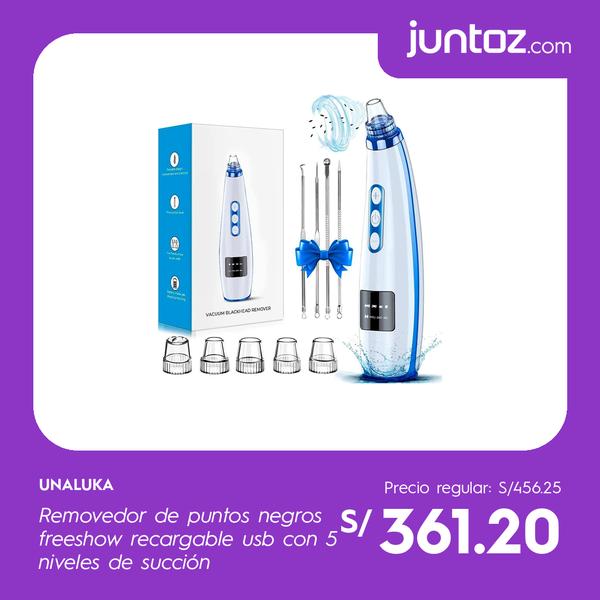 juntoz.com
VACUUM BLACKHEAD REMOVER
UNALUKA
Removedor de puntos negros
freeshow recargable usb con 5
niveles de succión
Precio regular: S/456.25
S/ 361.20